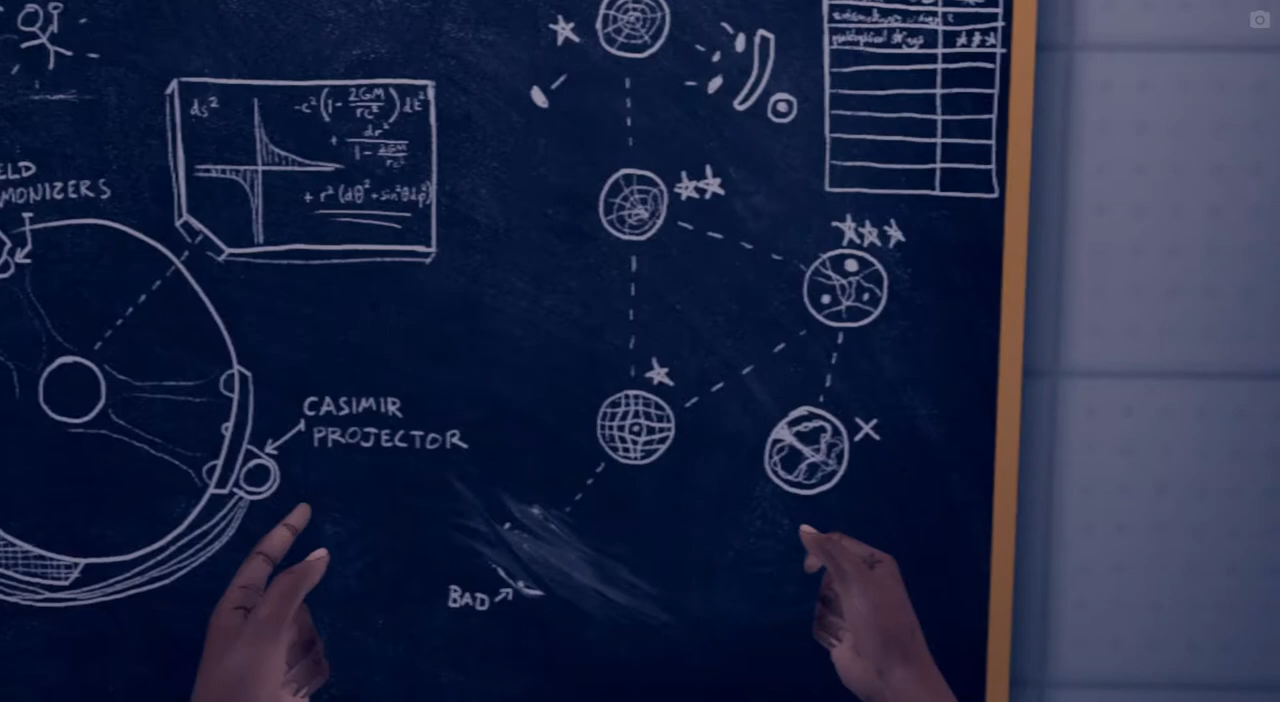 ELD
MONIZERS
ds²
-c²(1-2GM/rc²)dt²
+ dr²/1-2GM/rc²
+ r²(dθ²+sin²θdφ²)
CASIMIR
PROJECTOR
X
BAD